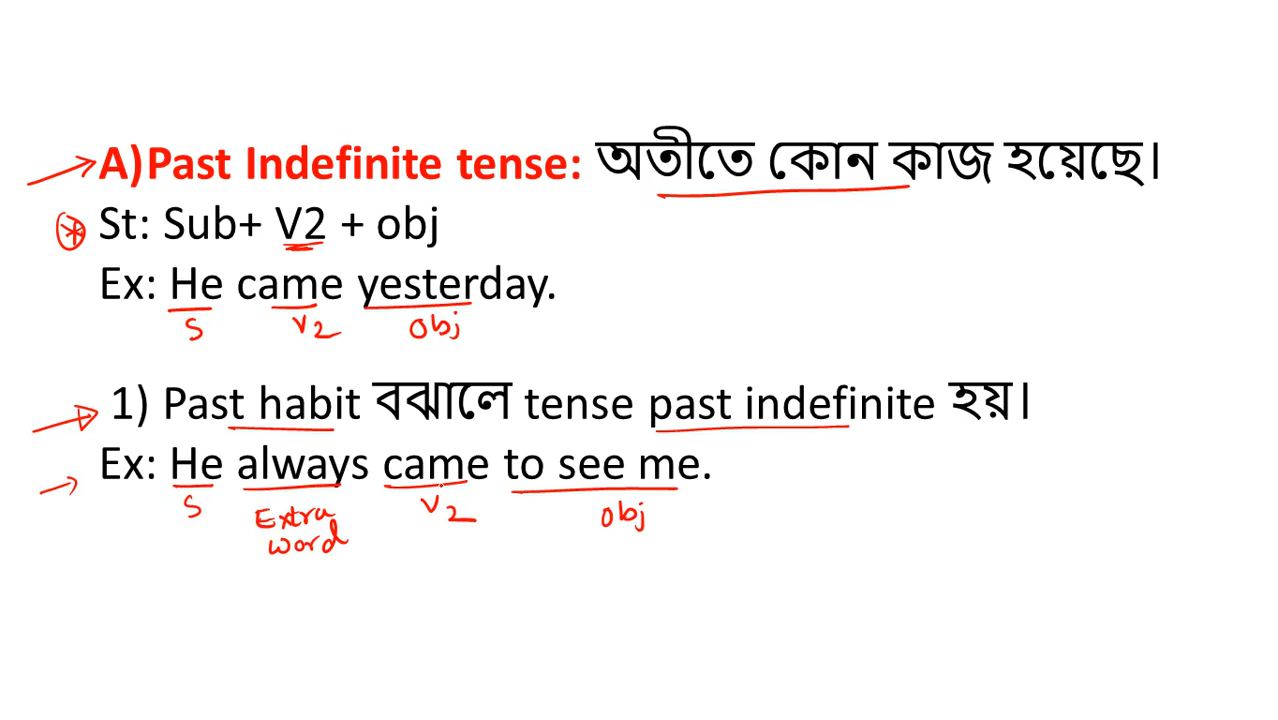 A)Past Indefinite tense: অতীতে কোন কাজ হয়েছে।
St: Sub+ V2 + obj
Ex: He came yesterday.
S V2 Obj
1) Past habit বঝালে tense past indefinite হয়।
Ex: He always came to see me.
S Extra word V2 obj